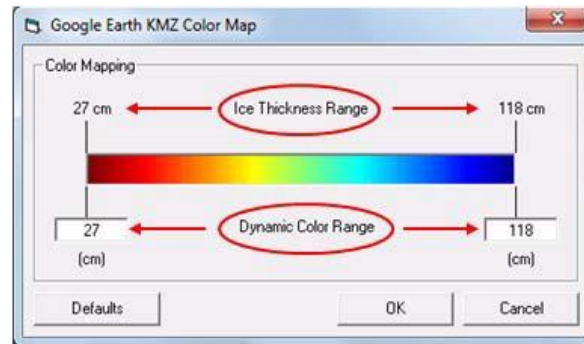 Google Earth KMZ Color Map
Color Mapping
27 cm Ice Thickness Range 118 cm
27 Dynamic Color Range 118
(cm) (cm)
Defaults OK Cancel